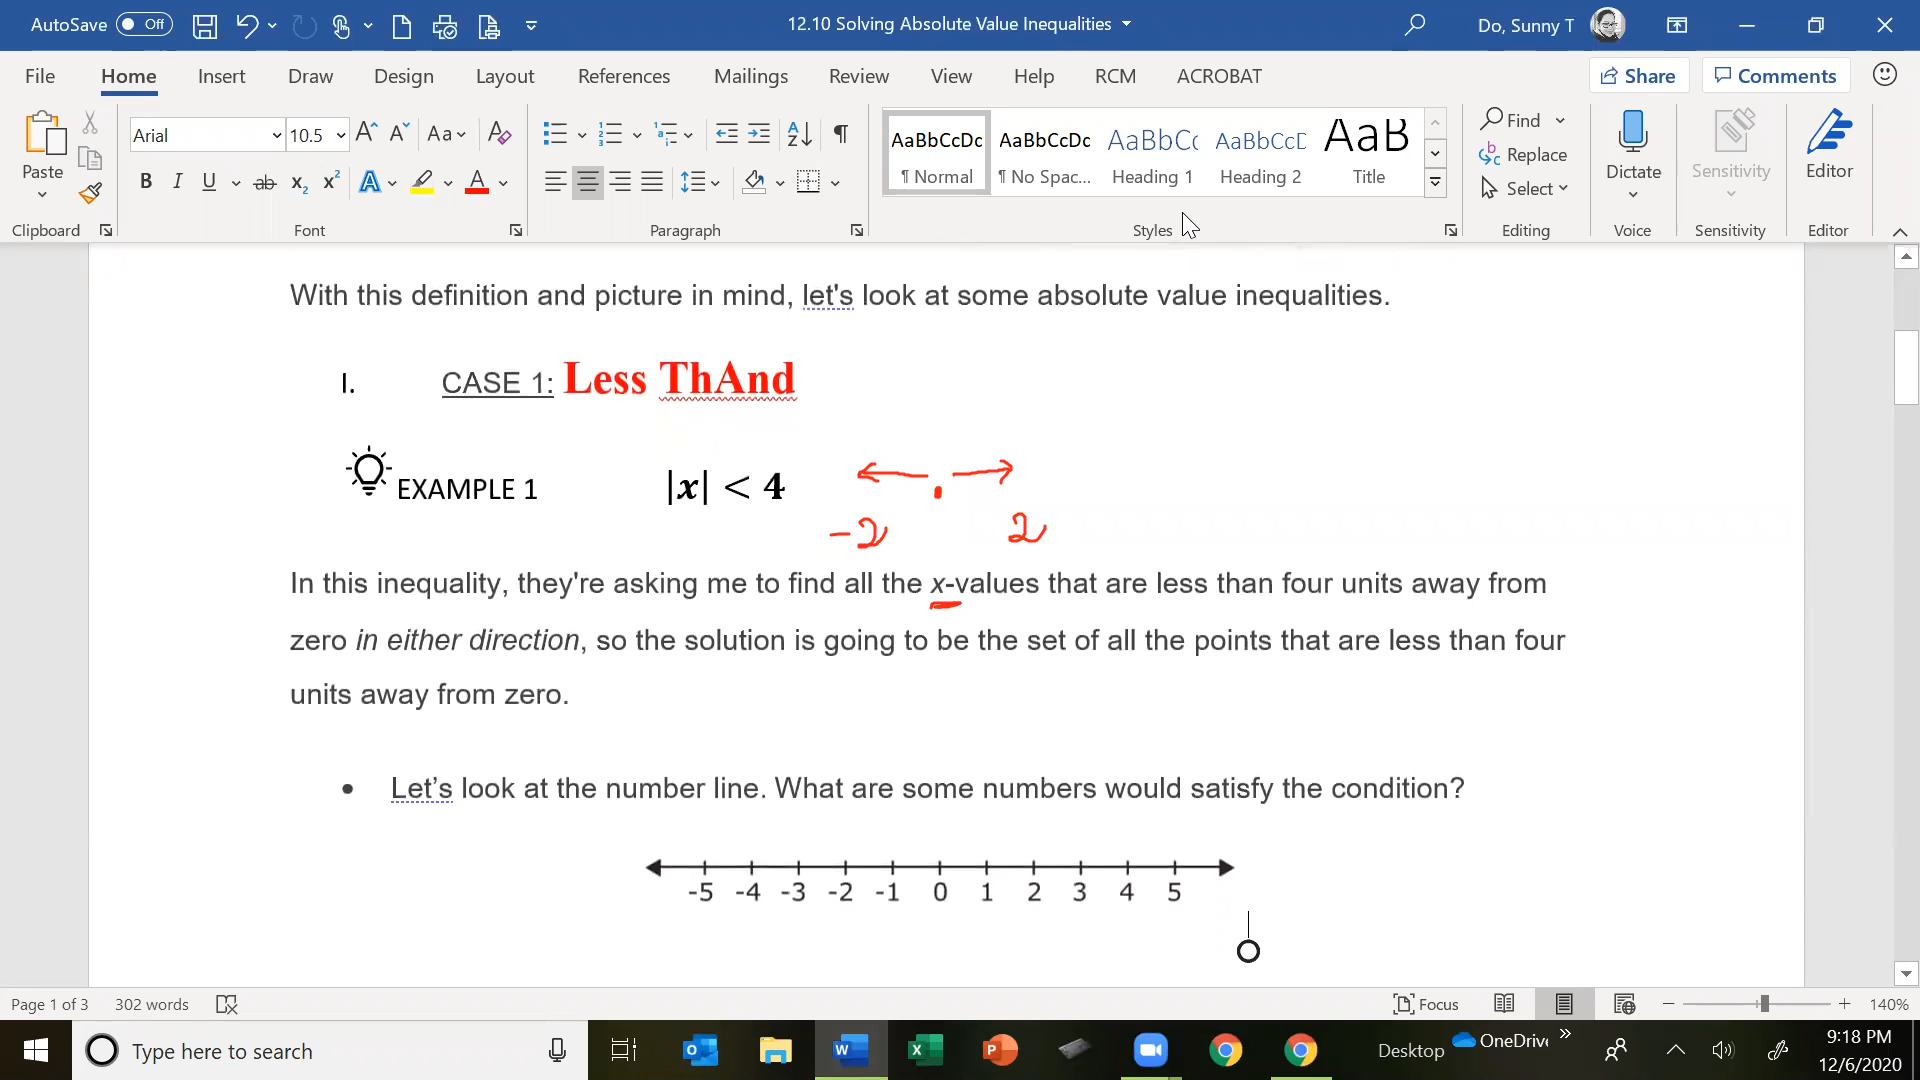 AutoSave Off 12.10 Solving Absolute Value Inequalities Do, Sunny T
File Home Insert Draw Design Layout References Mailings Review View Help RCM ACROBAT Share Comments
Paste Arial 10.5 Aa AaBbCcDc AaBbCcDc AaBbCc AaBbCcD AaB Find Replace Select Dictate Sensitivity Editor
¶ Normal ¶ No Spac... Heading 1 Heading 2 Title
Clipboard Font Paragraph Styles Editing Voice Sensitivity Editor
With this definition and picture in mind, let's look at some absolute value inequalities.
I. CASE 1: Less ThAnd
EXAMPLE 1 |x| < 4
-2 2
In this inequality, they're asking me to find all the x-values that are less than four units away from
zero in either direction, so the solution is going to be the set of all the points that are less than four
units away from zero.
• Let’s look at the number line. What are some numbers would satisfy the condition?
-5 -4 -3 -2 -1 0 1 2 3 4 5
Page 1 of 3 302 words Focus 140%
Type here to search Desktop OneDrive 9:18 PM
12/6/2020